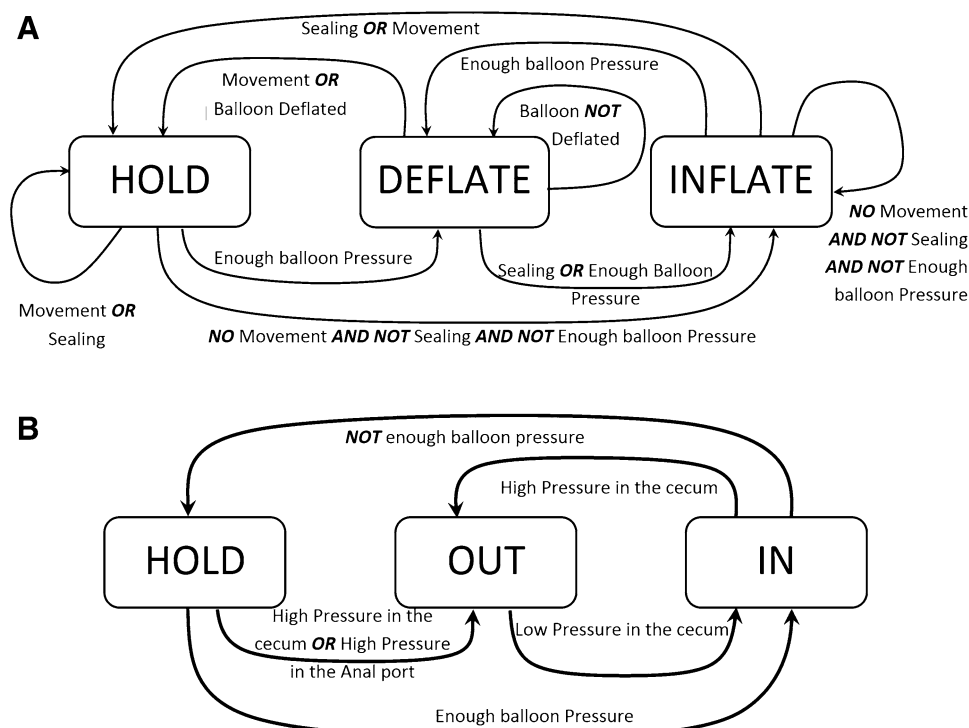 A
Sealing OR Movement
Enough balloon Pressure
Movement OR
Balloon Deflated
Balloon NOT
Deflated
HOLD
DEFLATE
INFLATE
NO Movement
AND NOT Sealing
AND NOT Enough
balloon Pressure
Enough balloon Pressure
Sealing OR Enough Balloon
Pressure
Movement OR
Sealing
NO Movement AND NOT Sealing AND NOT Enough balloon Pressure
B
NOT enough balloon pressure
High Pressure in the cecum
HOLD
OUT
IN
High Pressure in the
cecum OR High Pressure
in the Anal port
Low Pressure in the cecum
Enough balloon Pressure